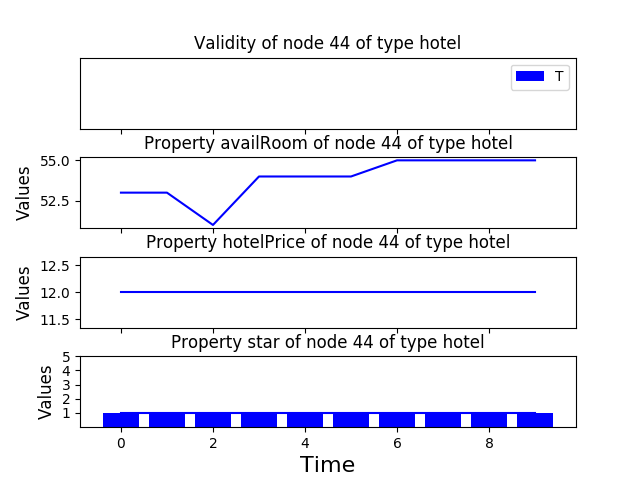 Validity of node 44 of type hotel
T
Property availRoom of node 44 of type hotel
55.0
52.5
Values
Property hotelPrice of node 44 of type hotel
12.5
12.0
11.5
Values
Property star of node 44 of type hotel
5
4
3
2
1
Values
0 2 4 6 8
Time